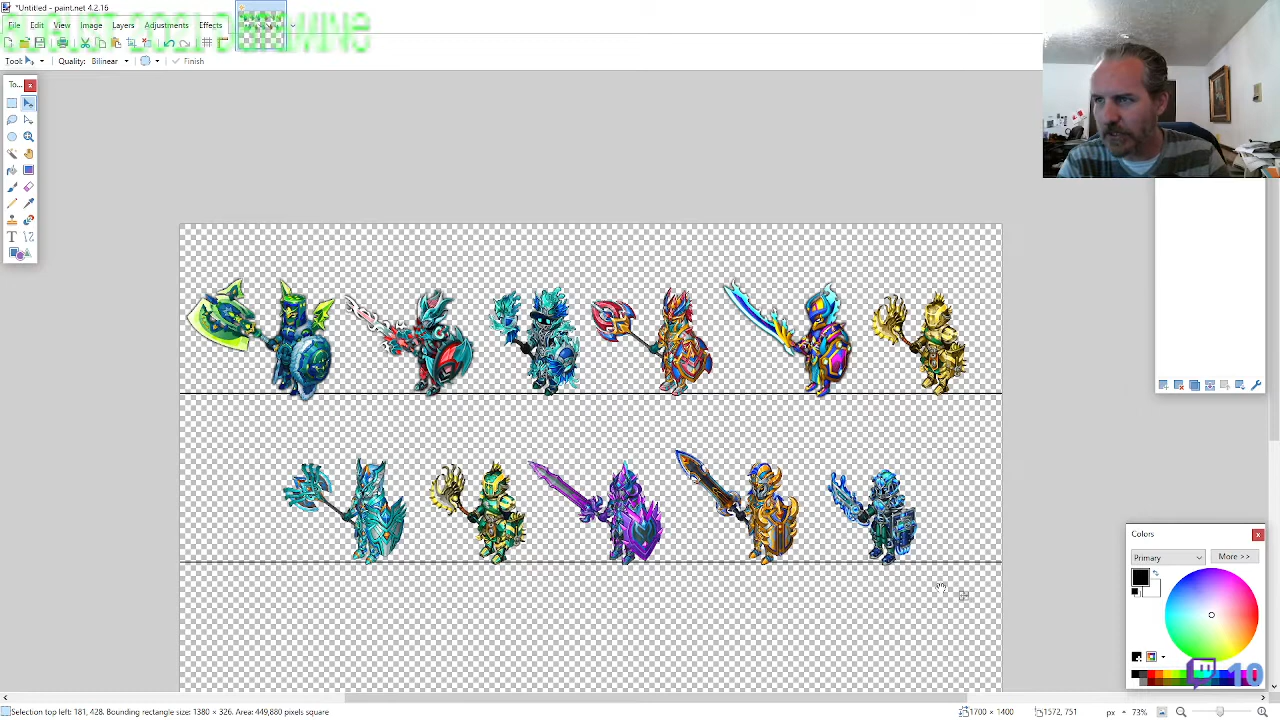 *Untitled - paint.net 4.2.16
File Edit View Image Layers Adjustments Effects
Tool: Quality: Bilinear Finish
To...
Colors
Primary More >>
10
Selection top left: 181, 428. Bounding rectangle size: 1380 × 326. Area: 449,880 pixels square 1700 × 1400 1572, 751 px 73%